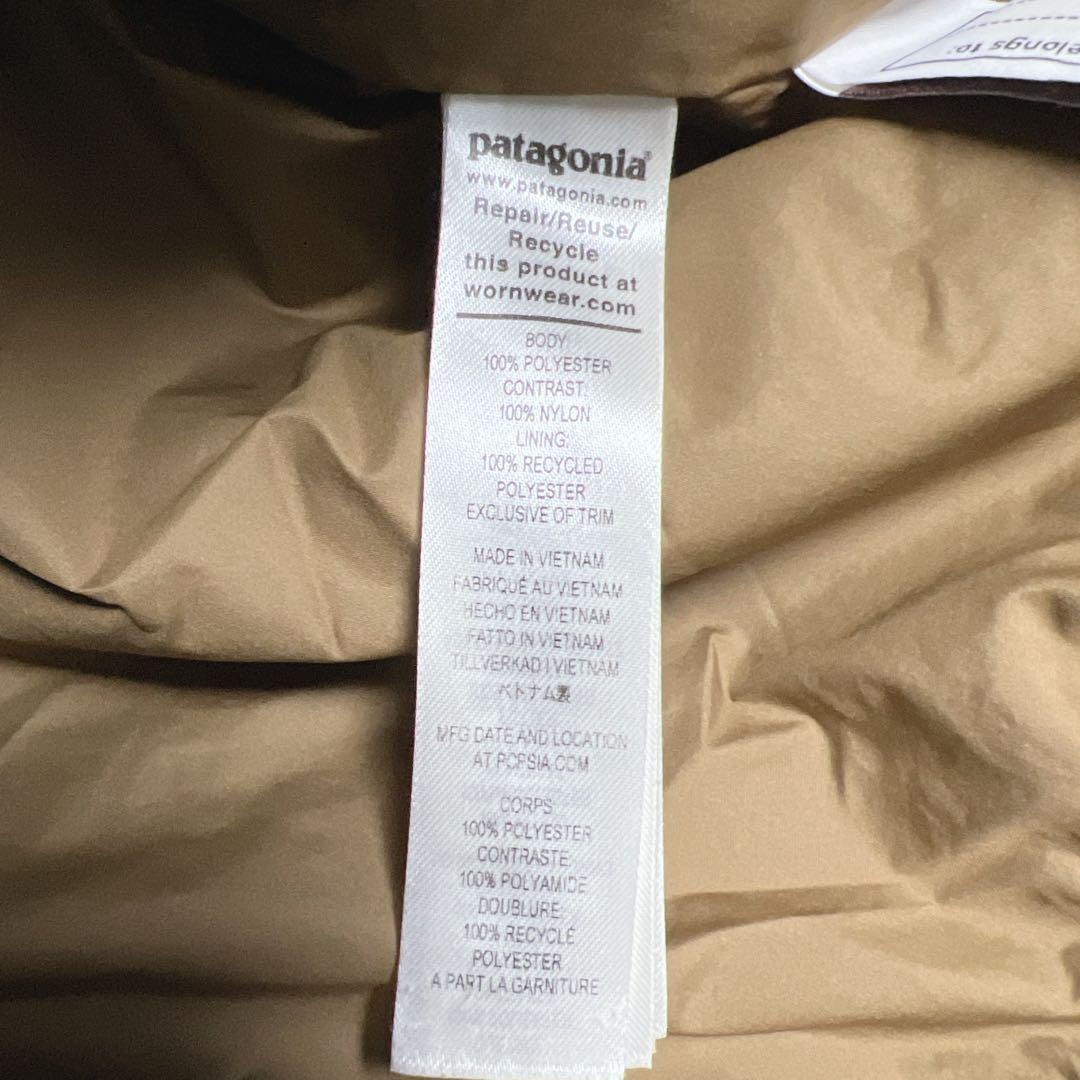 elongs to:
patagonia®
www.patagonia.com
Repair/Reuse/
Recycle
this product at
wornwear.com
BODY:
100% POLYESTER
CONTRAST:
100% NYLON
LINING:
100% RECYCLED
POLYESTER
EXCLUSIVE OF TRIM
MADE IN VIETNAM
FABRIQUÉ AU VIETNAM
HECHO EN VIETNAM
FATTO IN VIETNAM
TILLVERKAD I VIETNAM
ベトナム製
MFG DATE AND LOCATION
AT PCPSIA.COM
CORPS:
100% POLYESTER
CONTRASTE:
100% POLYAMIDE
DOUBLURE:
100% RECYCLÉ
POLYESTER
A PART LA GARNITURE